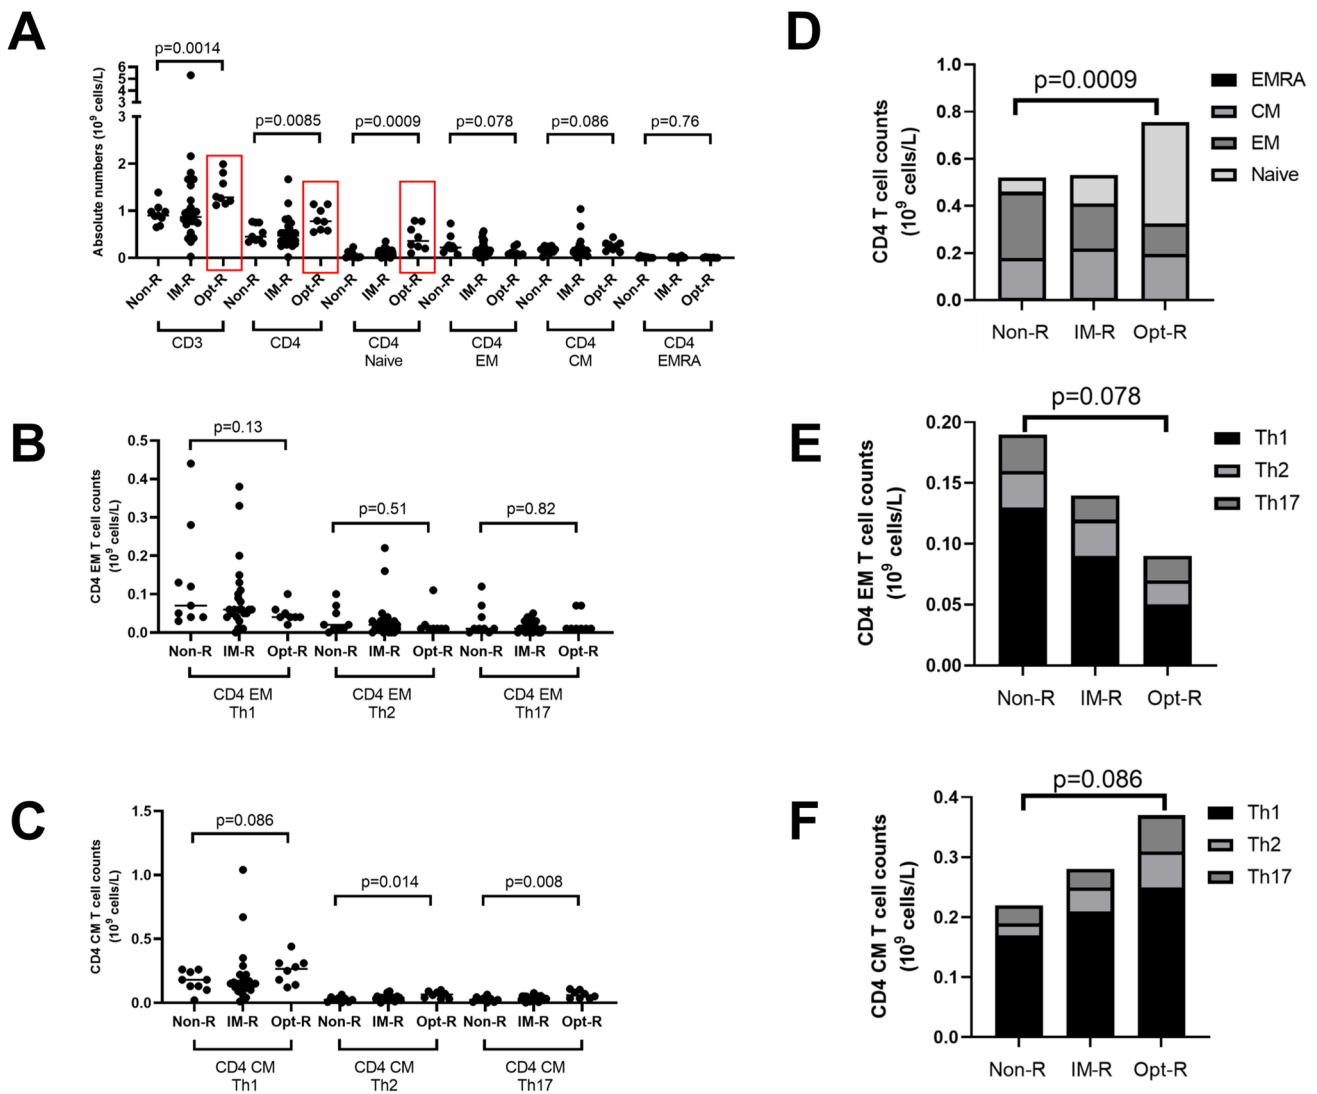 A
Absolute numbers (10⁹ cells/L)
6
5
4
3
3
2
1
0
p=0.0014
p=0.0085
p=0.0009
p=0.078
p=0.086
p=0.76
Non-R IM-R Opt-R Non-R IM-R Opt-R Non-R IM-R Opt-R Non-R IM-R Opt-R Non-R IM-R Opt-R Non-R IM-R Opt-R
CD3 CD4 CD4 CD4 CD4 CD4
Naive EM CM EMRA
B
CD4 EM T cell counts
(10⁹ cells/L)
0.5
0.4
0.3
0.2
0.1
0.0
p=0.13
p=0.51
p=0.82
Non-R IM-R Opt-R Non-R IM-R Opt-R Non-R IM-R Opt-R
CD4 EM CD4 EM CD4 EM
Th1 Th2 Th17
C
CD4 CM T cell counts
(10⁹ cells/L)
1.5
1.0
0.5
0.0
p=0.086
p=0.014
p=0.008
Non-R IM-R Opt-R Non-R IM-R Opt-R Non-R IM-R Opt-R
CD4 CM CD4 CM CD4 CM
Th1 Th2 Th17
D
CD4 T cell counts
(10⁹ cells/L)
1.0
0.8
0.6
0.4
0.2
0.0
p=0.0009
Non-R IM-R Opt-R
EMRA
CM
EM
Naive
E
CD4 EM T cell counts
(10⁹ cells/L)
0.20
0.15
0.10
0.05
0.00
p=0.078
Non-R IM-R Opt-R
Th1
Th2
Th17
F
CD4 CM T cell counts
(10⁹ cells/L)
0.4
0.3
0.2
0.1
0.0
p=0.086
Non-R IM-R Opt-R
Th1
Th2
Th17